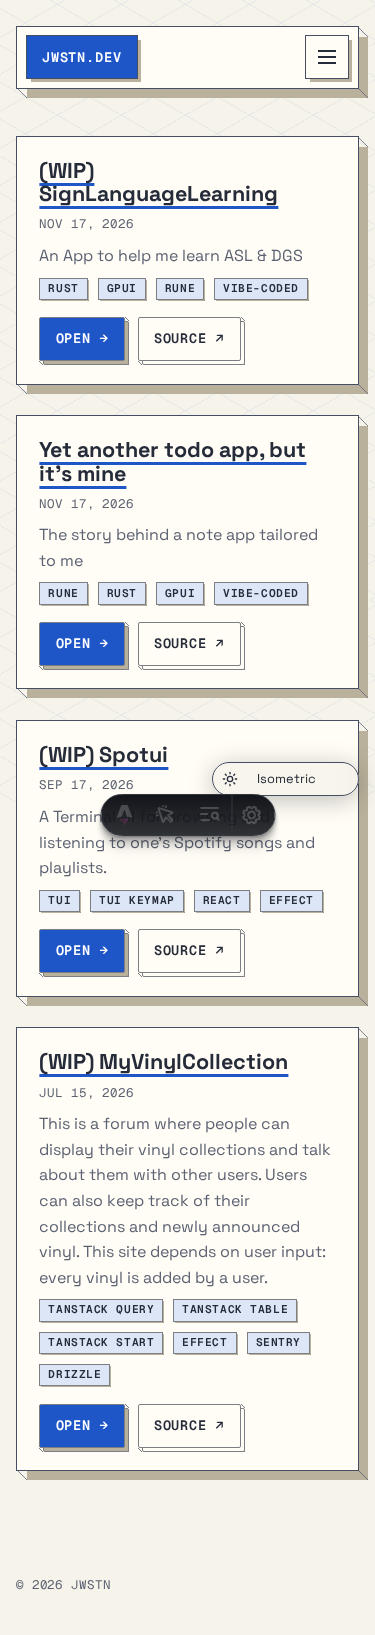 JWSTN.DEV
(WIP)
SignLanguageLearning
NOV 17, 2026
An App to help me learn ASL & DGS
RUST GPUI RUNE VIBE-CODED
OPEN → SOURCE ↗
Yet another todo app, but
it’s mine
NOV 17, 2026
The story behind a note app tailored
to me
RUNE RUST GPUI VIBE-CODED
OPEN → SOURCE ↗
(WIP) Spotui
SEP 17, 2026
Isometric
A Terminal for
listening to one’s Spotify songs and
playlists.
TUI TUI KEYMAP REACT EFFECT
OPEN → SOURCE ↗
(WIP) MyVinylCollection
JUL 15, 2026
This is a forum where people can
display their vinyl collections and talk
about them with other users. Users
can also keep track of their
collections and newly announced
vinyl. This site depends on user input:
every vinyl is added by a user.
TANSTACK QUERY TANSTACK TABLE
TANSTACK START EFFECT SENTRY
DRIZZLE
OPEN → SOURCE ↗
© 2026 JWSTN